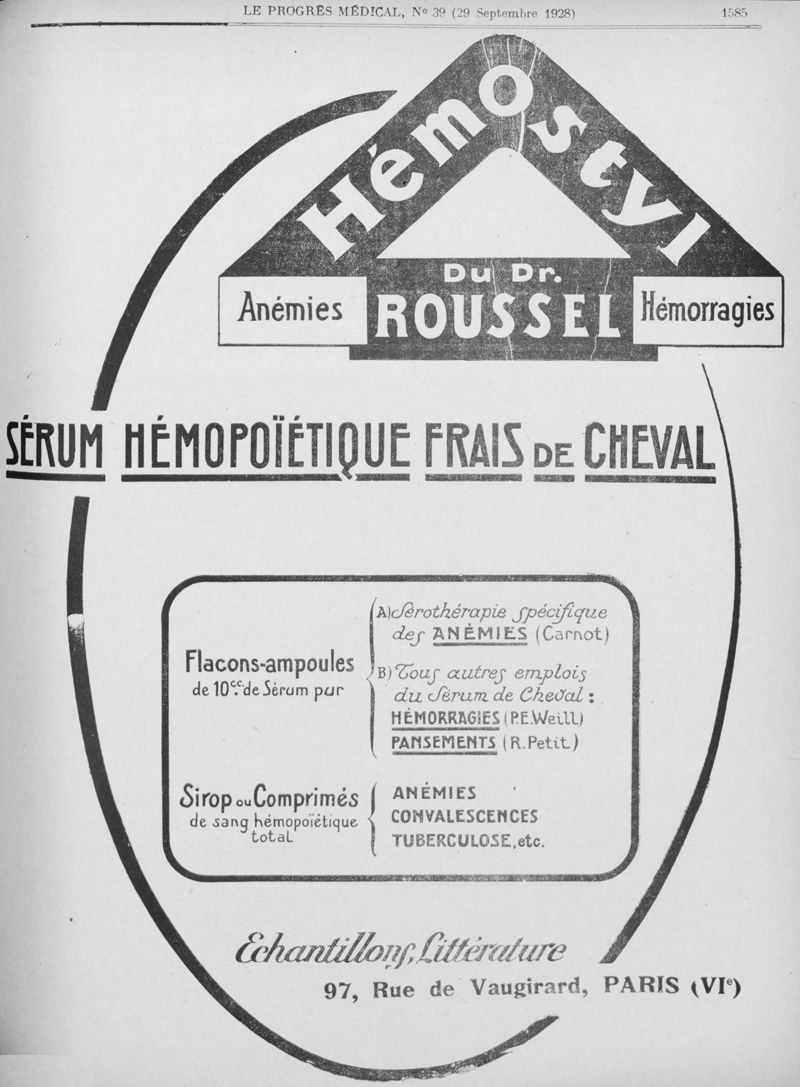 LE PROGRÈS MÉDICAL, Nº 39 (29 Septembre 1928) 1585
HémOstyl
Du Dr.
Anémies ROUSSEL Hémorragies
SÉRUM HÉMOPOÏÉTIQUE FRAIS DE CHEVAL
Flacons-ampoules
de 10cc. de Sérum pur
A) Sérothérapie spécifique
des ANÉMIES (Carnot)
B) Tous autres emplois
du Sérum de Cheval :
HÉMORRAGIES (P.E.Weill)
PANSEMENTS (R.Petit)
Sirop ou Comprimés
de sang hémopoïétique
total
ANÉMIES
CONVALESCENCES
TUBERCULOSE, etc.
Echantillons, Littérature
97, Rue de Vaugirard, PARIS (VIe)